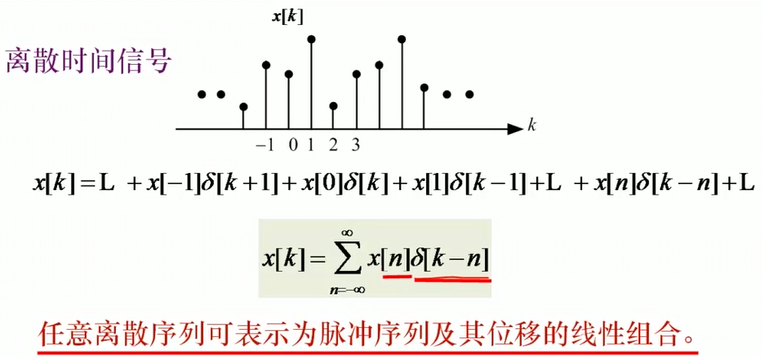 x[k]
离散时间信号
k
-1 0 1 2 3
x[k]=L +x[-1]δ[k+1]+x[0]δ[k]+x[1]δ[k-1]+L +x[n]δ[k-n]+L
∞
x[k]=∑x[n]δ[k-n]
n=-∞
任意离散序列可表示为脉冲序列及其位移的线性组合。